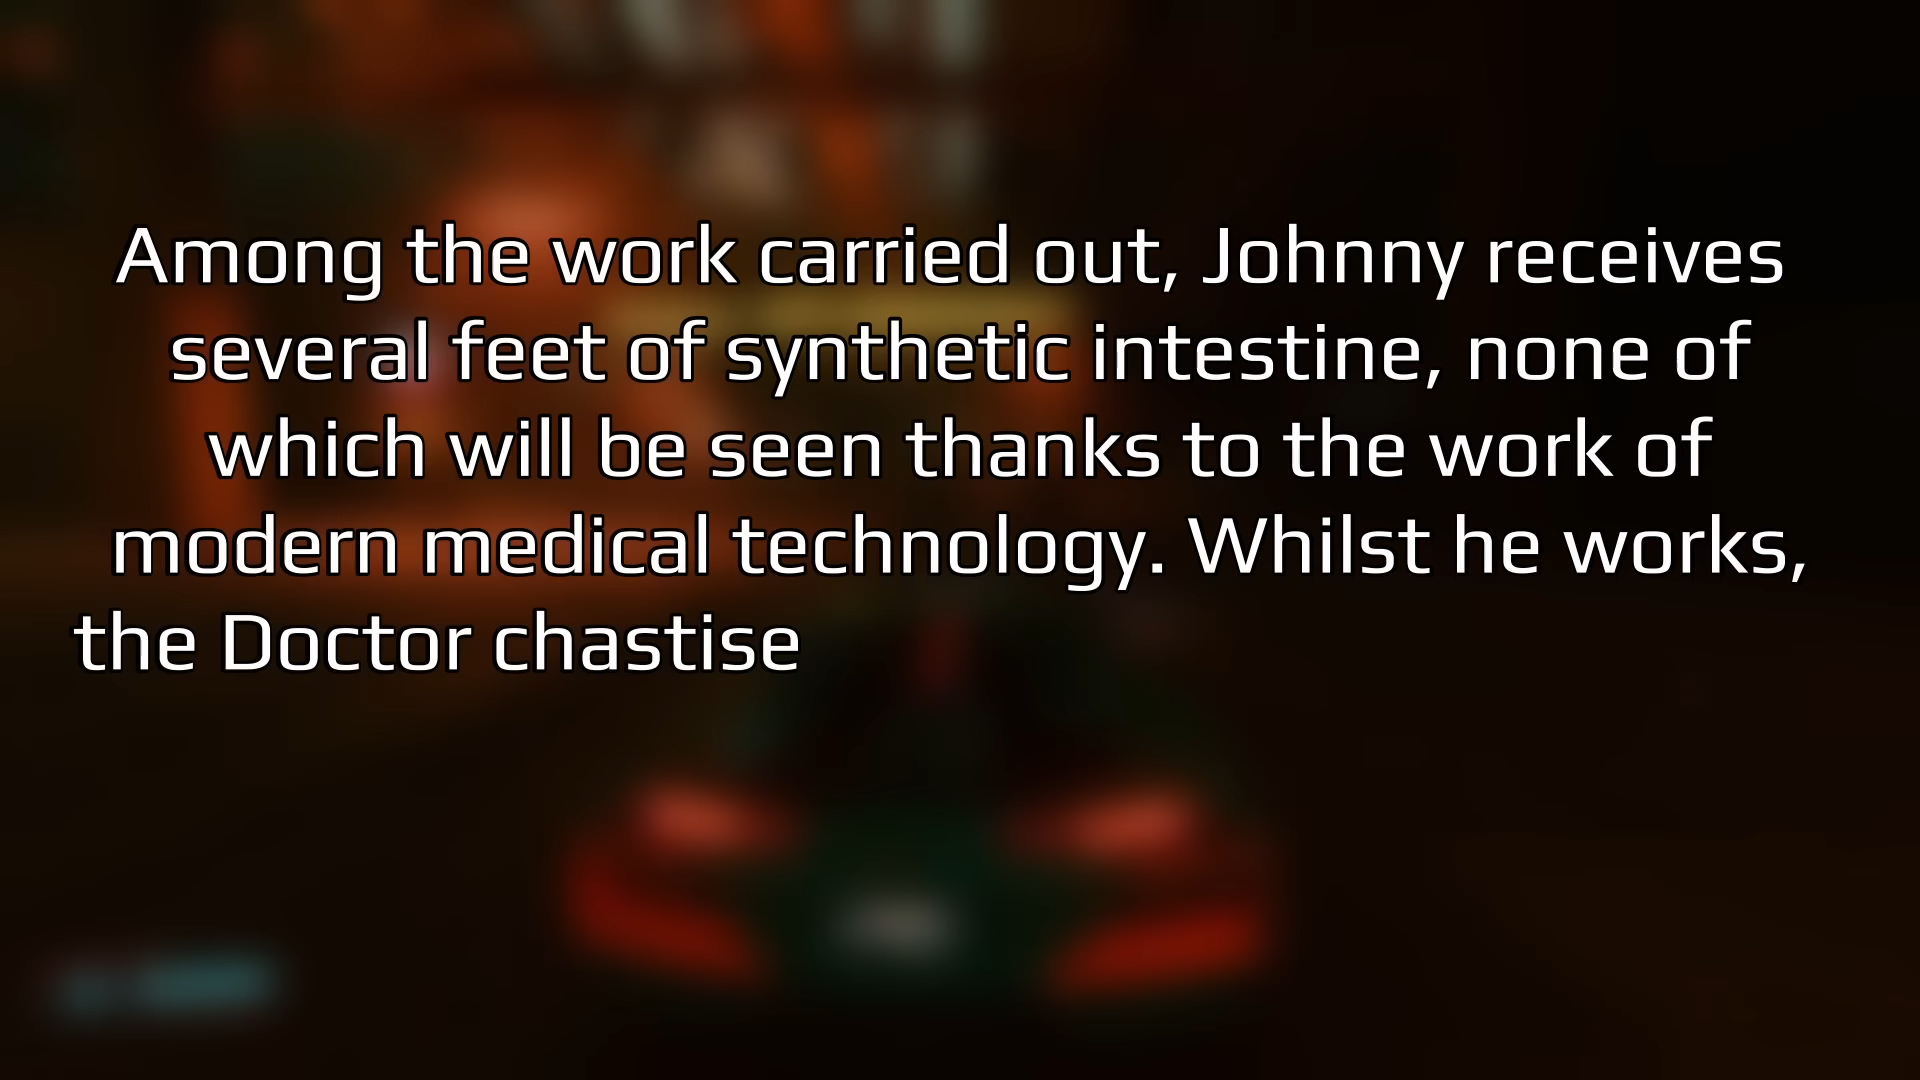 Among the work carried out, Johnny receives
several feet of synthetic intestine, none of
which will be seen thanks to the work of
modern medical technology. Whilst he works,
the Doctor chastise